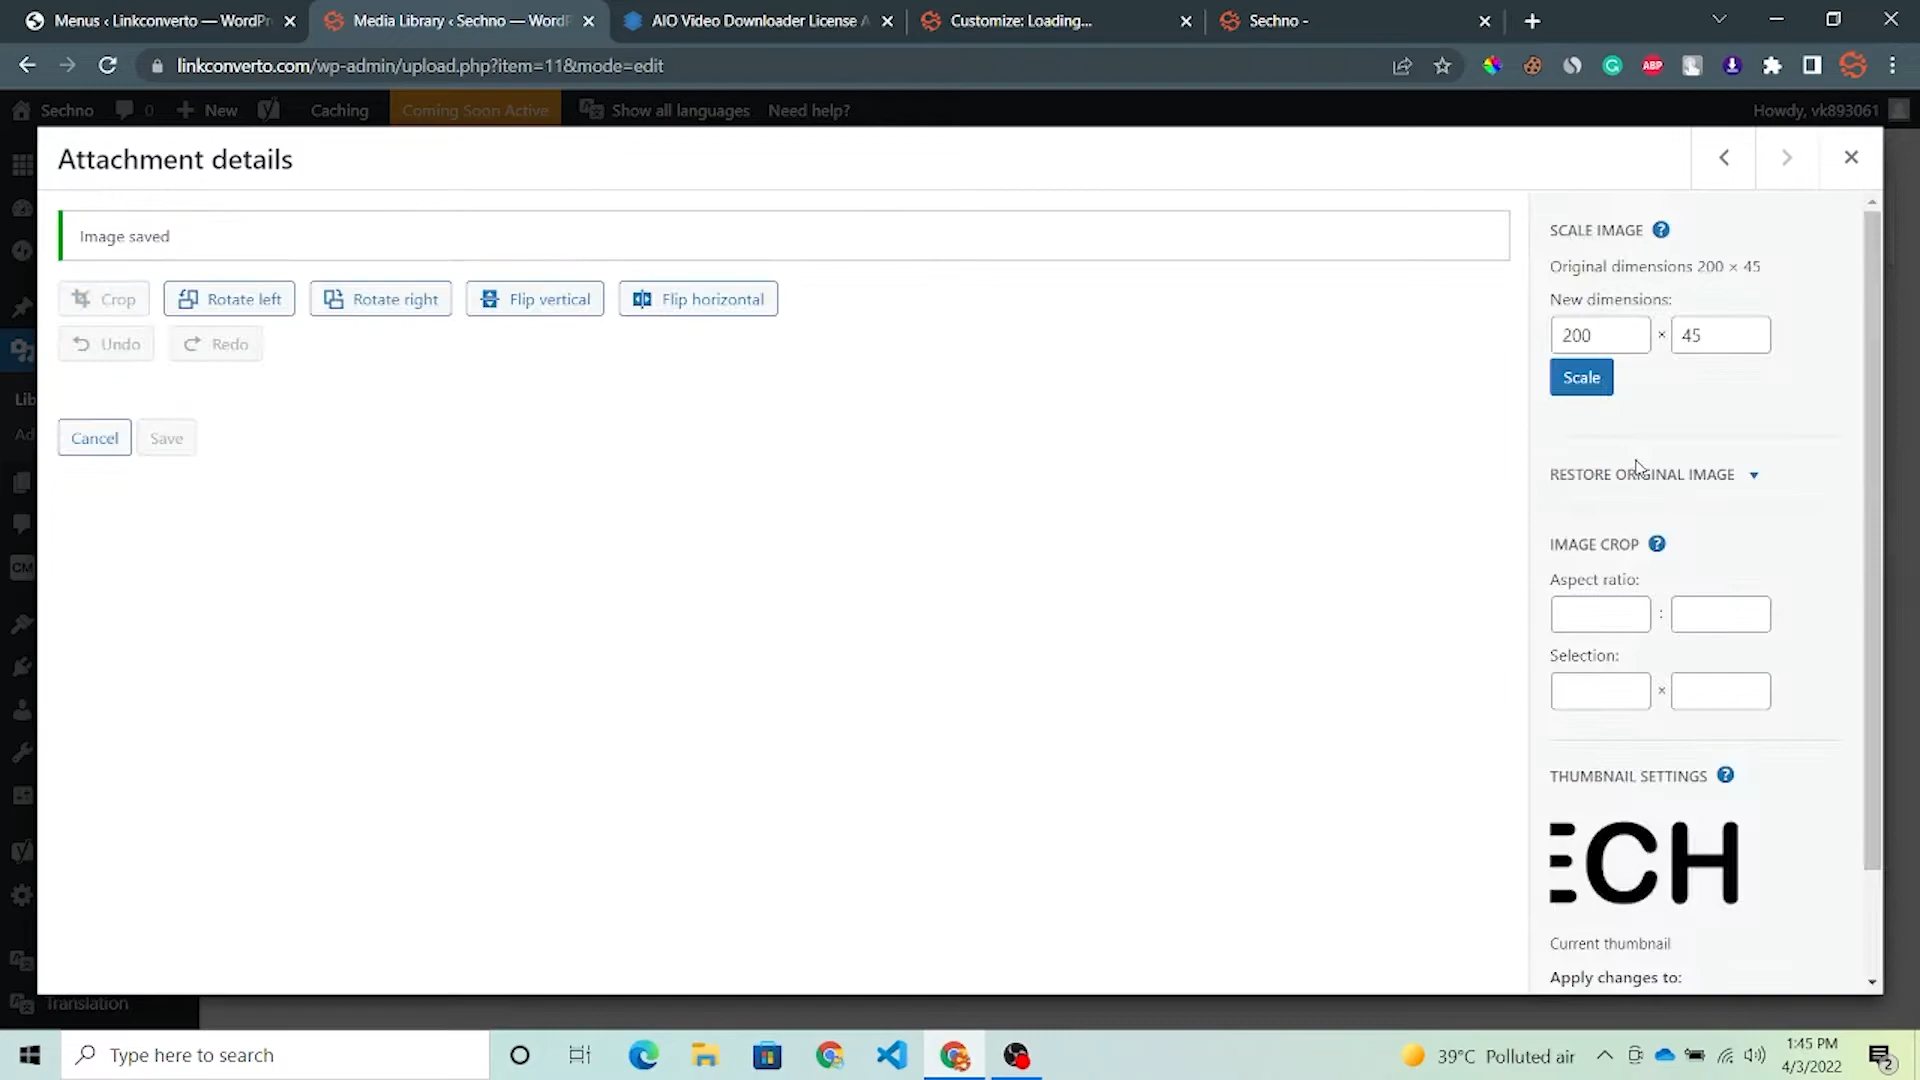 Menus ‹ Linkconverto — WordPr
Media Library ‹ Sechno — WordP
AIO Video Downloader License A
Customize: Loading...
Sechno -
linkconverto.com/wp-admin/upload.php?item=11&mode=edit
ABP
Sechno
0
New
Caching
Coming Soon Active
Show all languages
Need help?
Howdy, vk893061
Attachment details
Image saved
Crop
Rotate left
Rotate right
Flip vertical
Flip horizontal
Undo
Redo
Cancel
Save
Lib
Ad
CM
Translation
SCALE IMAGE ?
Original dimensions 200 × 45
New dimensions:
200 × 45
Scale
RESTORE ORIGINAL IMAGE
IMAGE CROP ?
Aspect ratio:
:
Selection:
×
THUMBNAIL SETTINGS ?
ECH
Current thumbnail
Apply changes to:
Type here to search
39°C Polluted air
1:45 PM
4/3/2022
2